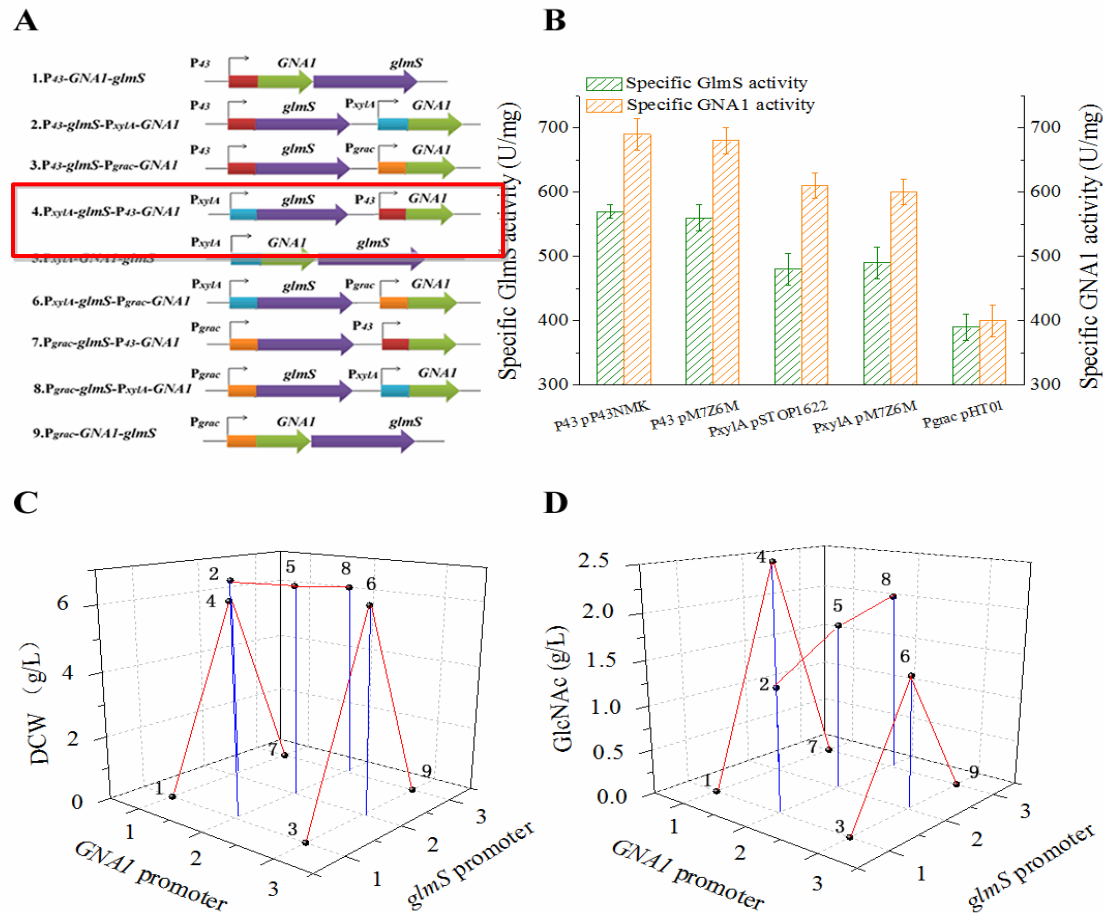 A
P43 GNA1 glmS
1.P43-GNA1-glmS
P43 glmS PxylA GNA1
2.P43-glmS-PxylA-GNA1
P43 glmS Pgrac GNA1
3.P43-glmS-Pgrac-GNA1
PxylA glmS P43 GNA1
4.PxylA-glmS-P43-GNA1
PxylA GNA1 glmS
5.PxylA-GNA1-glmS
PxylA glmS Pgrac GNA1
6.PxylA-glmS-Pgrac-GNA1
Pgrac glmS P43
7.Pgrac-glmS-P43-GNA1
Pgrac glmS PxylA GNA1
8.Pgrac-glmS-PxylA-GNA1
Pgrac GNA1 glmS
9.Pgrac-GNA1-glmS
B
Specific GlmS activity
Specific GNA1 activity
Specific GlmS activity (U/mg)
700
600
500
400
300
Specific GNA1 activity (U/mg)
700
600
500
400
300
P43 pP43NMK
P43 pM7Z6M
PxylA pSTOP1622
PxylA pM7Z6M
Pgrac pHT01
C
DCW (g/L)
6
4
2
0
2 5 8 6
4
7
1 9
3
1 2 3
GNA1 promoter
1 2 3
glmS promoter
D
GlcNAc (g/L)
2.5
2.0
1.5
1.0
0.5
0.0
4
8
5
2 6
7
1 9
3
1 2 3
GNA1 promoter
1 2 3
glmS promoter